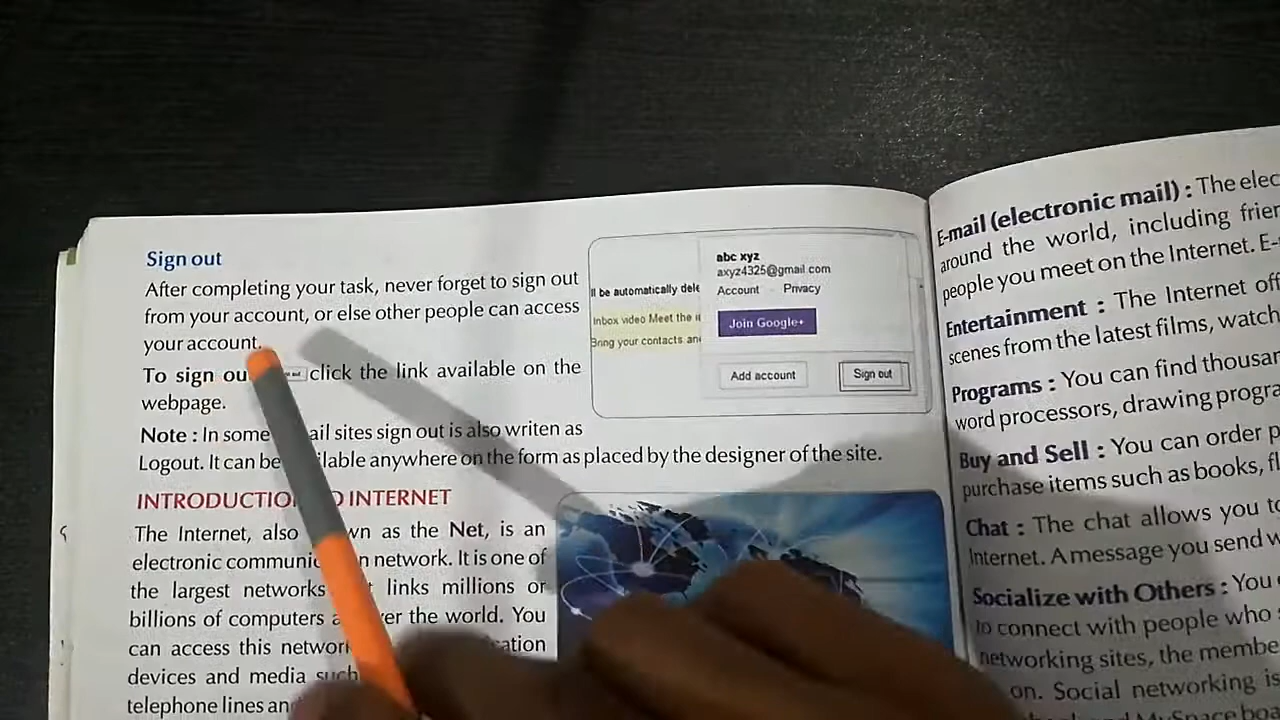 Sign out
After completing your task, never forget to sign out
from your account, or else other people can access
your account.
To sign click the link available on the
webpage.
Note : In some sites sign out is also writen as
Logout. It can be anywhere on the form as placed by the designer of the site.
ll be automatically dele
Inbox video Meet the
Bring your contacts
abc xyz
axyz4325@gmail.com
Account Privacy
Join Google+
Add account Sign out
INTRODUCTIO INTERNET
The Internet, also wn as the Net, is an
electronic network. It is one of
the largest networks links millions or
billions of computers the world. You
can access this
devices and media such
telephone lines
E-mail (electronic mail) : The elec
around the world, including frie
people you meet on the Internet. E-
Entertainment : The Internet off
scenes from the latest films, watch
Programs : You can find thousan
word processors, drawing progra
Buy and Sell : You can order p
purchase items such as books, fl
Chat : The chat allows you to
Internet. A message you send w
Socialize with Others : You
to connect with people who
networking sites, the membe
on. Social networking is